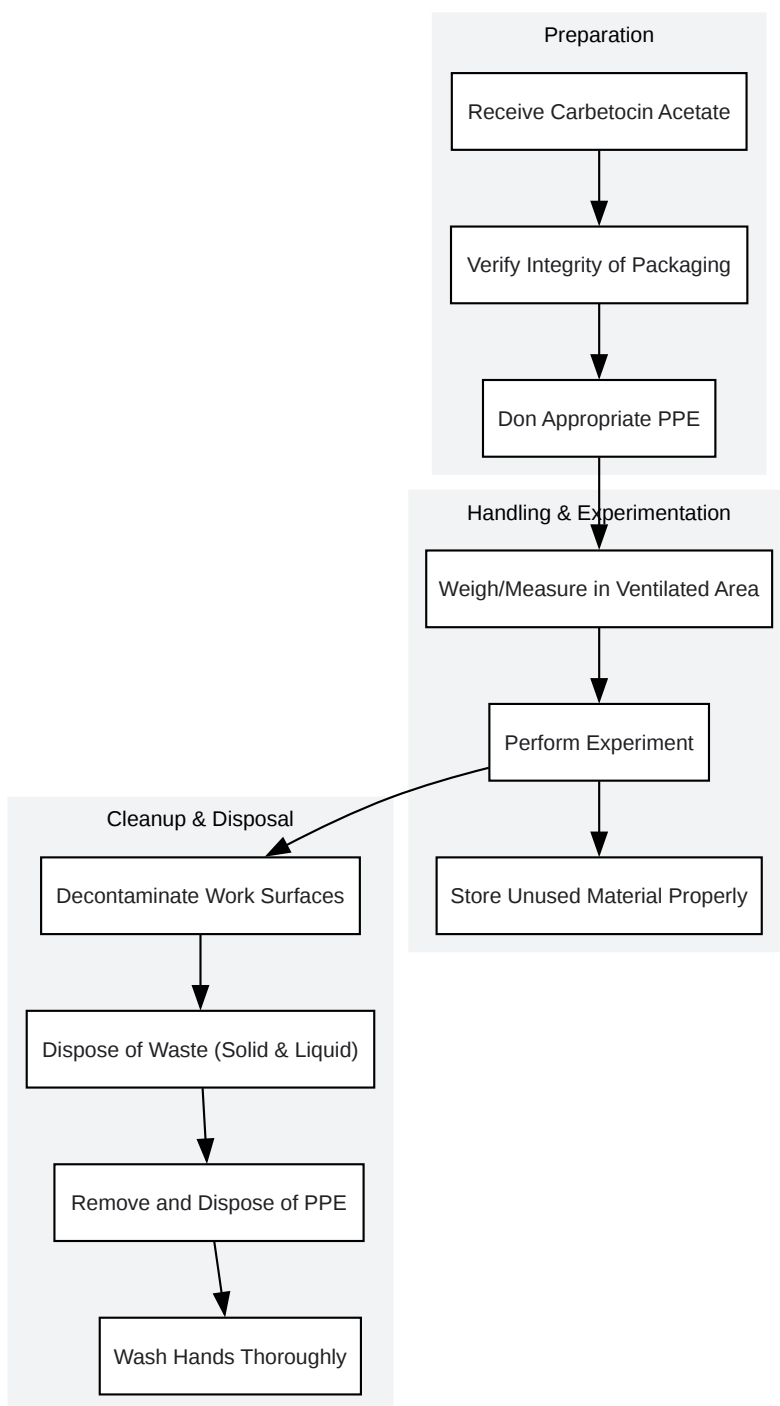 Preparation
Receive Carbetocin Acetate
Verify Integrity of Packaging
Don Appropriate PPE
Handling & Experimentation
Weigh/Measure in Ventilated Area
Perform Experiment
Store Unused Material Properly
Cleanup & Disposal
Decontaminate Work Surfaces
Dispose of Waste (Solid & Liquid)
Remove and Dispose of PPE
Wash Hands Thoroughly